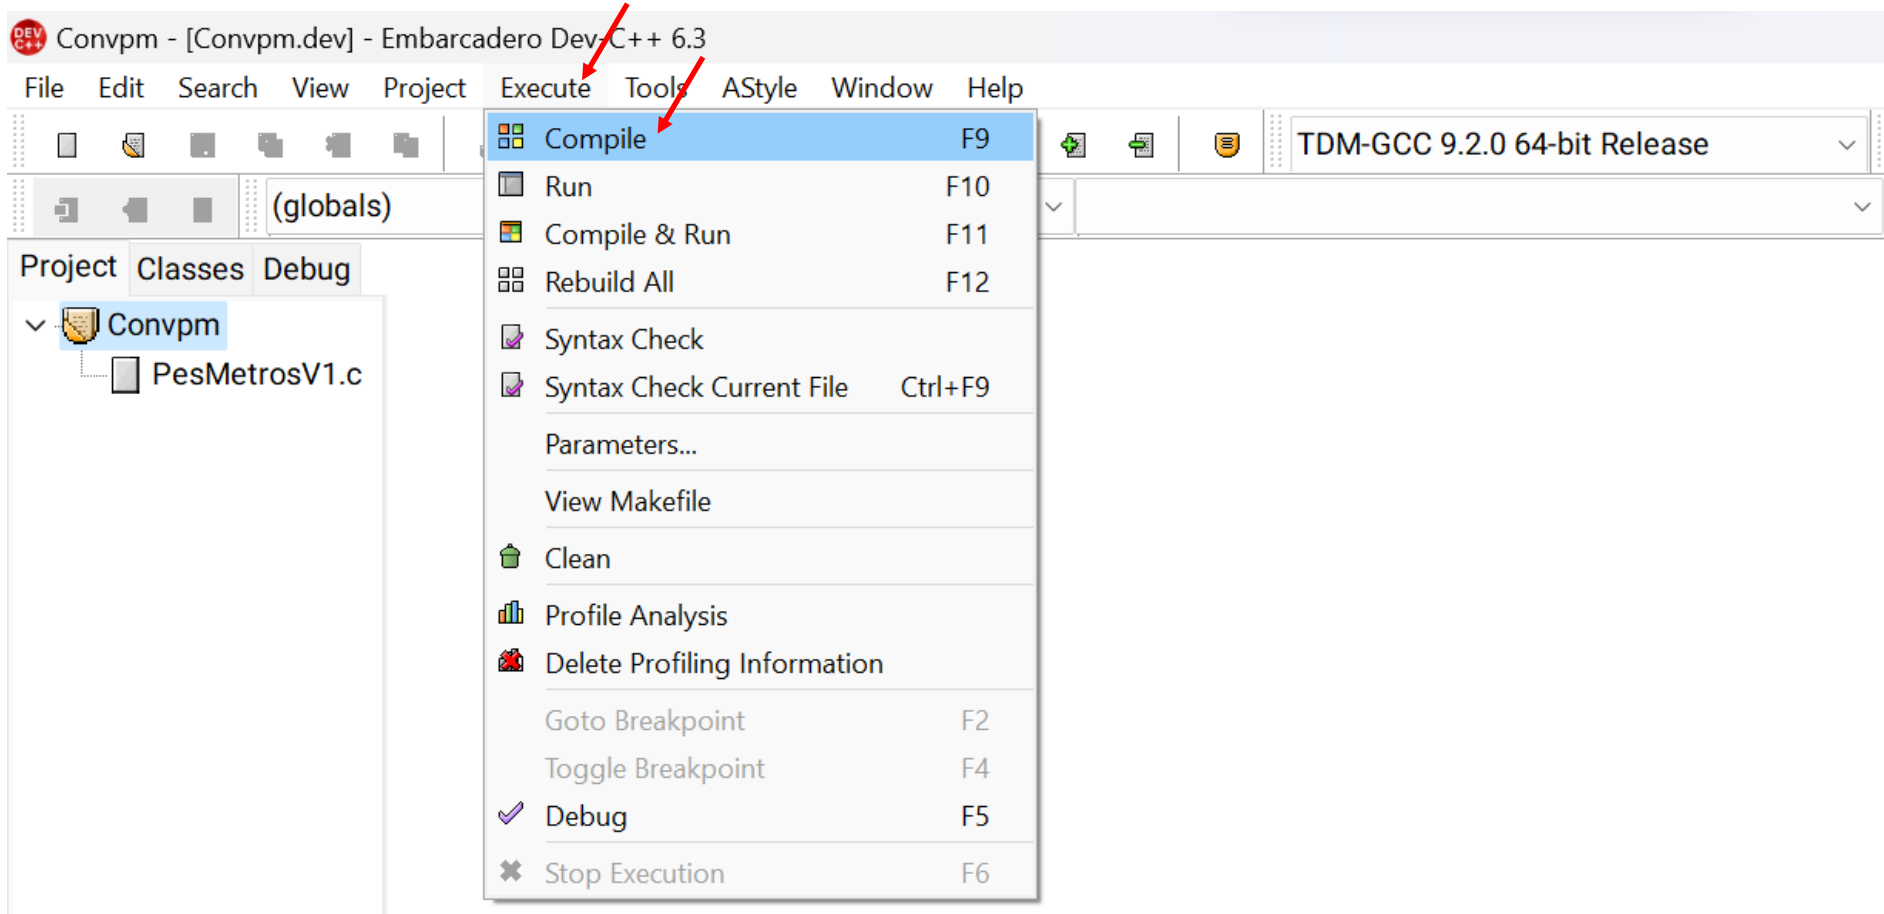 DEV C++ Convpm - [Convpm.dev] - Embarcadero Dev-C++ 6.3
File Edit Search View Project Execute Tools AStyle Window Help
TDM-GCC 9.2.0 64-bit Release
(globals)
Project Classes Debug
Convpm
PesMetrosV1.c
Compile F9
Run F10
Compile & Run F11
Rebuild All F12
Syntax Check
Syntax Check Current File Ctrl+F9
Parameters...
View Makefile
Clean
Profile Analysis
Delete Profiling Information
Goto Breakpoint F2
Toggle Breakpoint F4
Debug F5
Stop Execution F6